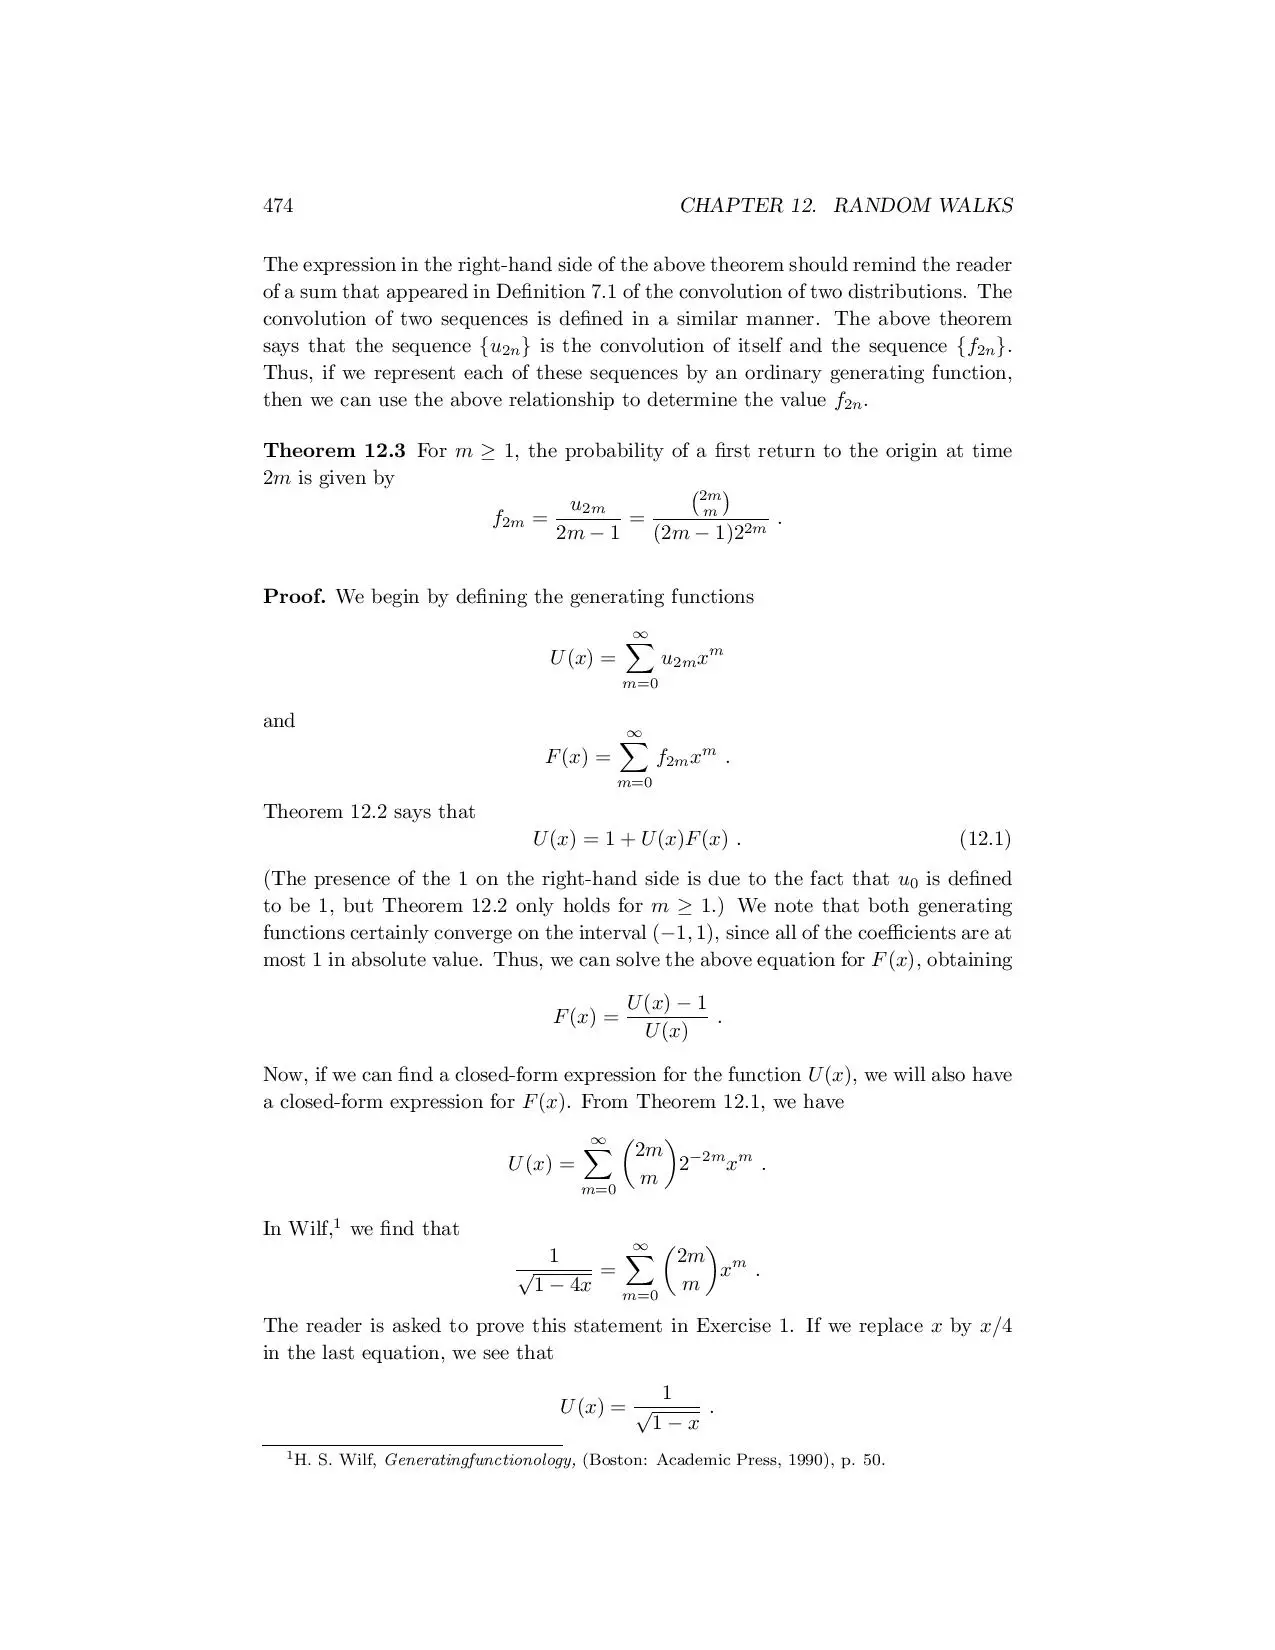 474 CHAPTER 12. RANDOM WALKS
The expression in the right-hand side of the above theorem should remind the reader
of a sum that appeared in Definition 7.1 of the convolution of two distributions. The
convolution of two sequences is defined in a similar manner. The above theorem
says that the sequence {u_{2n}} is the convolution of itself and the sequence {f_{2n}}.
Thus, if we represent each of these sequences by an ordinary generating function,
then we can use the above relationship to determine the value f_{2n}.
Theorem 12.3 For m ≥ 1, the probability of a first return to the origin at time
2m is given by
f_{2m} = \frac{u_{2m}}{2m − 1} = \frac{\binom{2m}{m}}{(2m − 1)2^{2m}} .
Proof. We begin by defining the generating functions
U(x) = \sum_{m=0}^{∞} u_{2m}x^m
and
F(x) = \sum_{m=0}^{∞} f_{2m}x^m .
Theorem 12.2 says that
U(x) = 1 + U(x)F(x) . (12.1)
(The presence of the 1 on the right-hand side is due to the fact that u_0 is defined
to be 1, but Theorem 12.2 only holds for m ≥ 1.) We note that both generating
functions certainly converge on the interval (−1, 1), since all of the coefficients are at
most 1 in absolute value. Thus, we can solve the above equation for F(x), obtaining
F(x) = \frac{U(x) − 1}{U(x)} .
Now, if we can find a closed-form expression for the function U(x), we will also have
a closed-form expression for F(x). From Theorem 12.1, we have
U(x) = \sum_{m=0}^{∞} \binom{2m}{m} 2^{−2m}x^m .
In Wilf,^1 we find that
\frac{1}{\sqrt{1 − 4x}} = \sum_{m=0}^{∞} \binom{2m}{m} x^m .
The reader is asked to prove this statement in Exercise 1. If we replace x by x/4
in the last equation, we see that
U(x) = \frac{1}{\sqrt{1 − x}} .
^1H. S. Wilf, Generatingfunctionology, (Boston: Academic Press, 1990), p. 50.